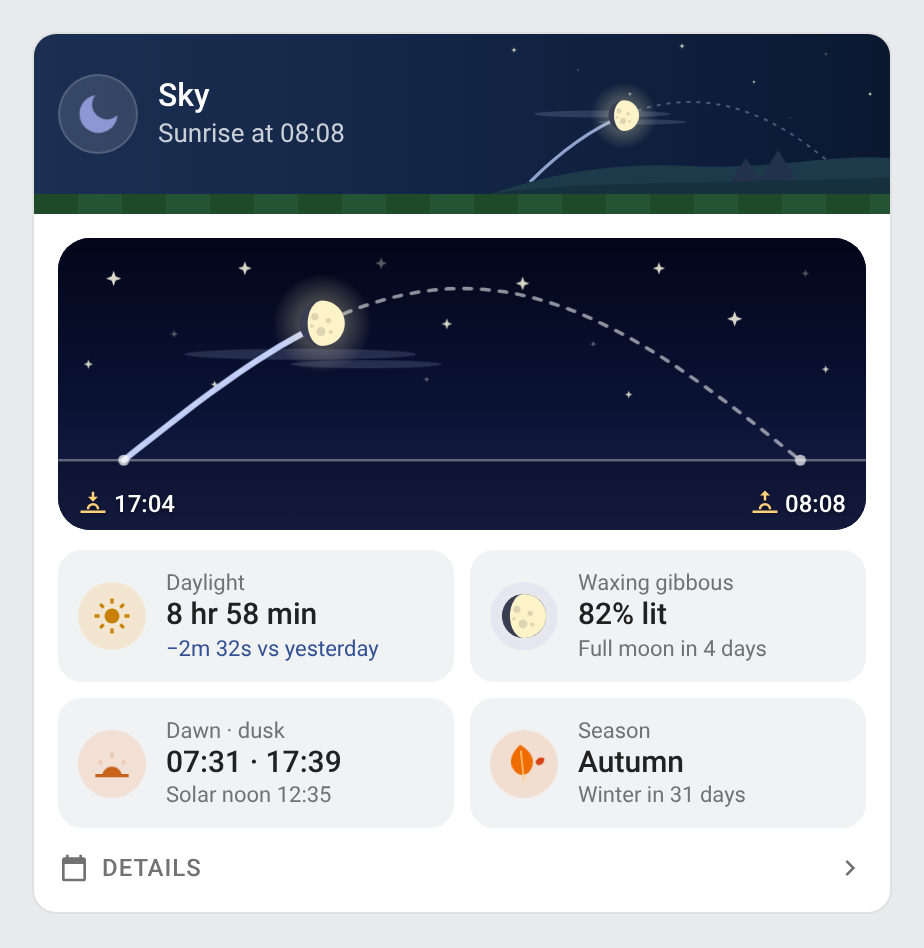 Sky
Sunrise at 08:08
17:04
08:08
Daylight
8 hr 58 min
−2m 32s vs yesterday
Waxing gibbous
82% lit
Full moon in 4 days
Dawn · dusk
07:31 · 17:39
Solar noon 12:35
Season
Autumn
Winter in 31 days
DETAILS